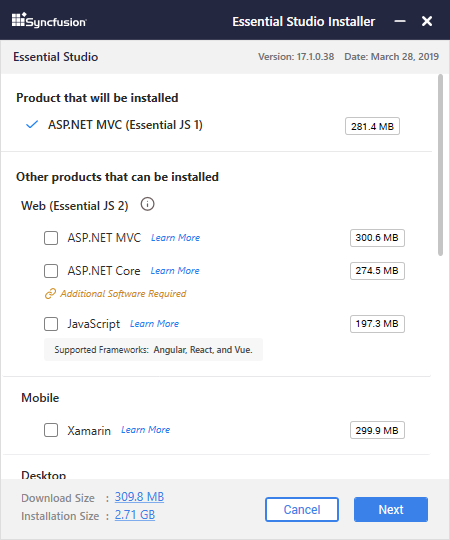 Syncfusion® Essential Studio Installer
Essential Studio Version: 17.1.0.38 Date: March 28, 2019
Product that will be installed
ASP.NET MVC (Essential JS 1) 281.4 MB
Other products that can be installed
Web (Essential JS 2)
ASP.NET MVC Learn More 300.6 MB
ASP.NET Core Learn More 274.5 MB
Additional Software Required
JavaScript Learn More 197.3 MB
Supported Frameworks: Angular, React, and Vue.
Mobile
Xamarin Learn More 299.9 MB
Desktop
Download Size : 309.8 MB
Installation Size : 2.71 GB
Cancel Next